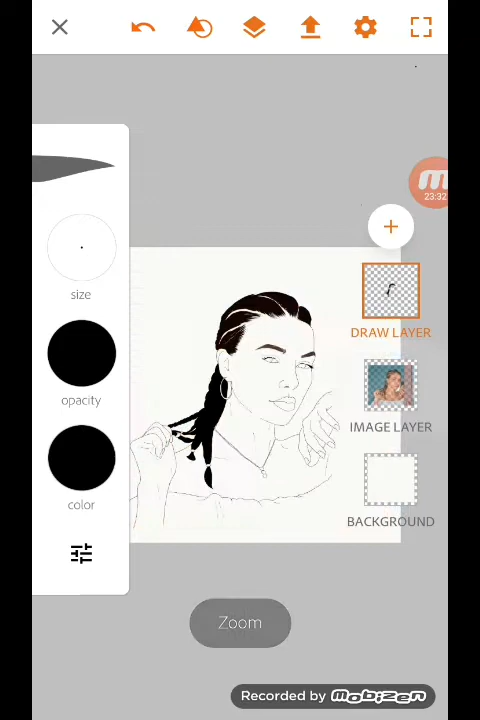 23:32
size
DRAW LAYER
opacity
IMAGE LAYER
color
BACKGROUND
Zoom
Recorded by mobizen